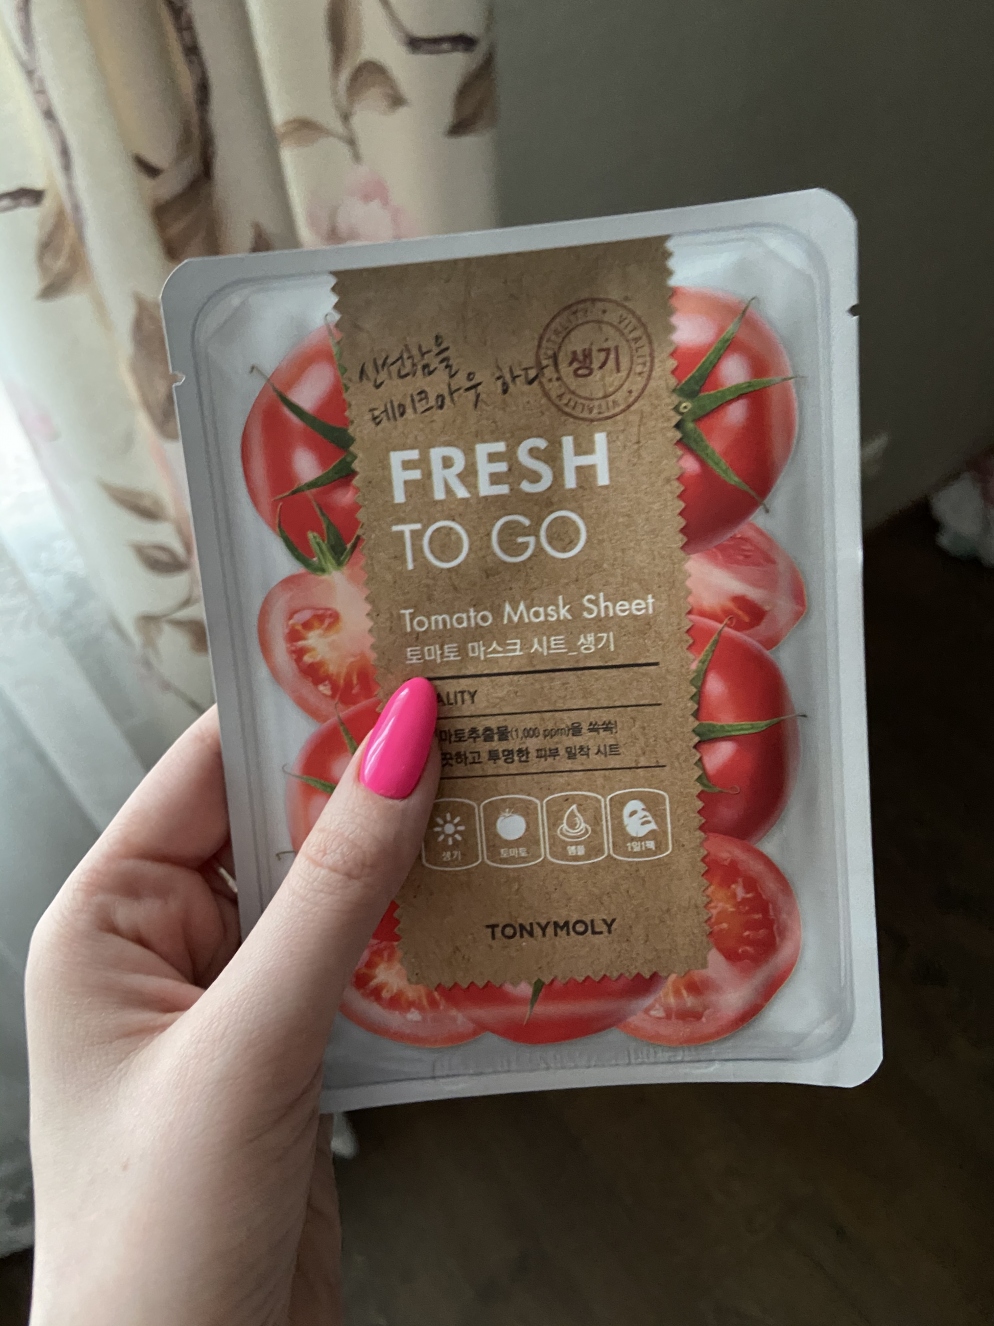 신선함을
테이크아웃 하다!
VITALITY • VITALITY • VITALITY •
생기
FRESH
TO GO
Tomato Mask Sheet
토마토 마스크 시트_생기
ALITY
마토추출물(1,000 ppm)을 쏙쏙!
끗하고 투명한 피부 밀착 시트
생기 토마토 앰플 1일1팩
TONYMOLY